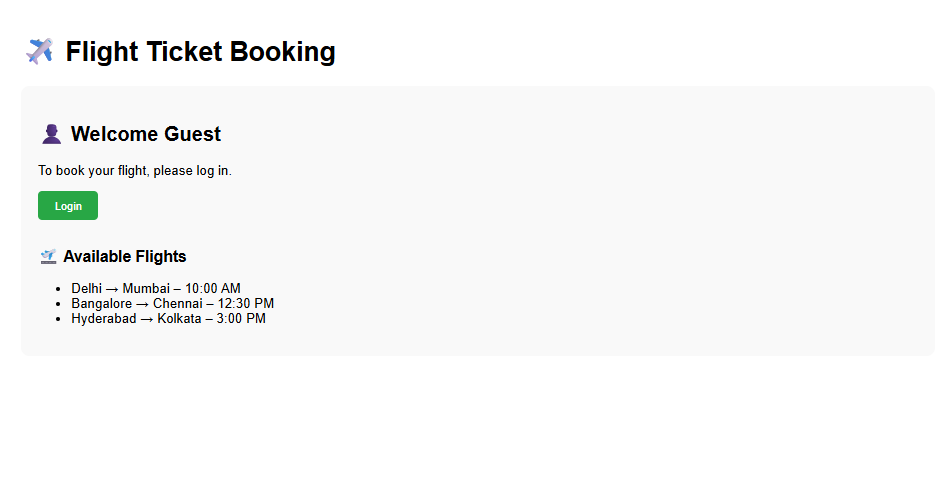 Flight Ticket Booking
Welcome Guest
To book your flight, please log in.
Login
Available Flights
• Delhi → Mumbai – 10:00 AM
• Bangalore → Chennai – 12:30 PM
• Hyderabad → Kolkata – 3:00 PM